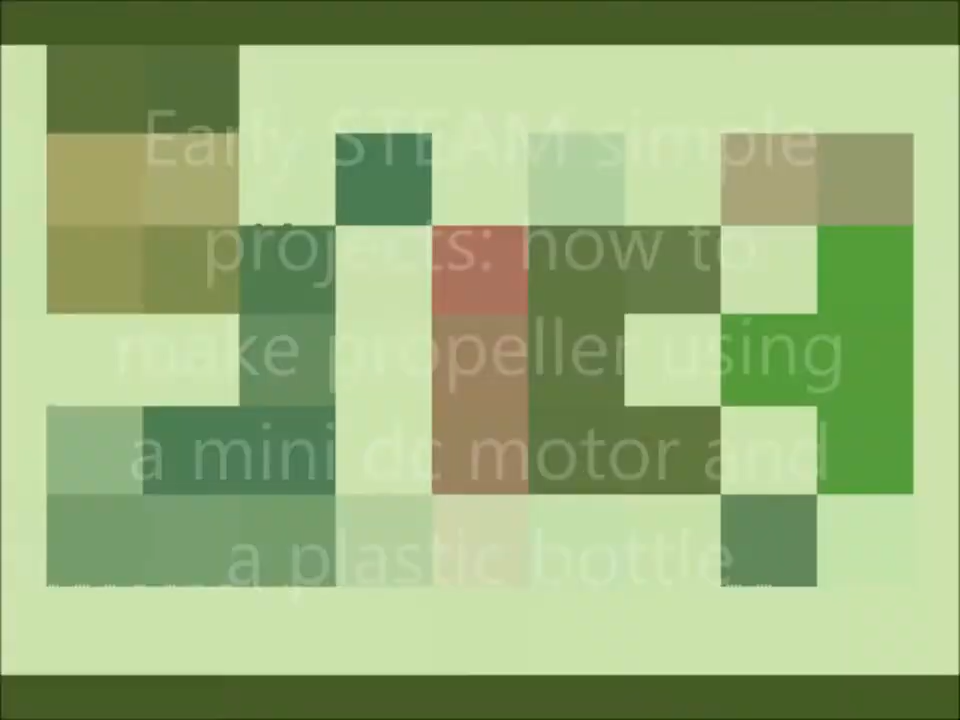 Early STEAM simple
projects: how to
make propeller using
a mini dc motor and
a plastic bottle